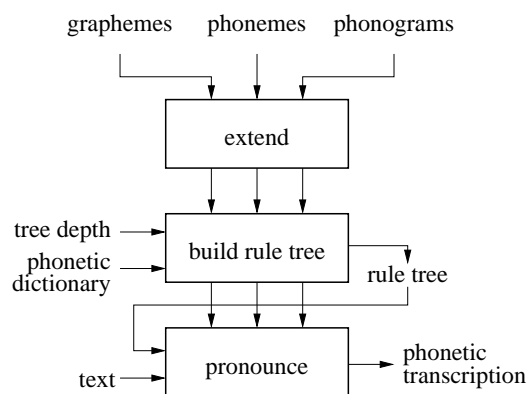 graphemes phonemes phonograms
extend
tree depth
build rule tree
phonetic
dictionary
rule tree
pronounce
phonetic
transcription
text